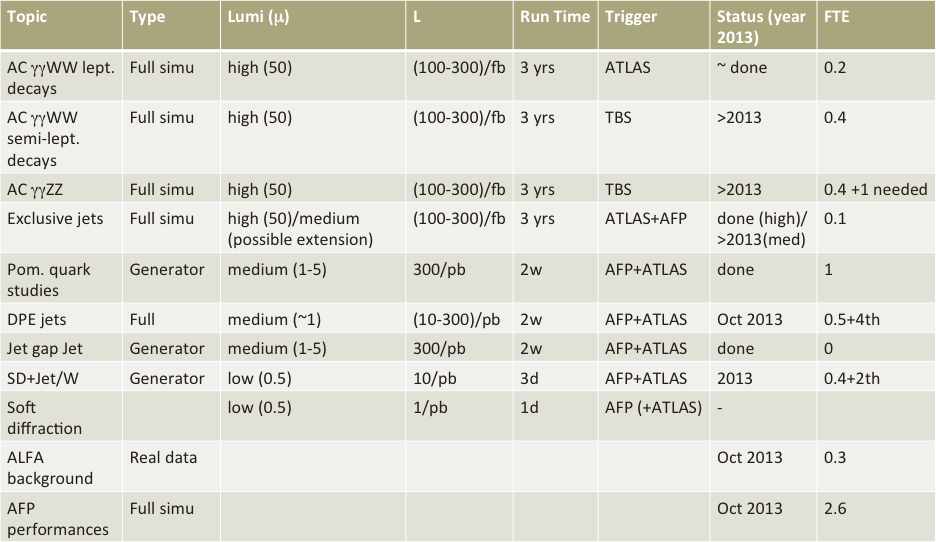 Topic Type Lumi (μ) L Run Time Trigger Status (year 2013) FTE
AC γγWW lept. decays Full simu high (50) (100-300)/fb 3 yrs ATLAS ~ done 0.2
AC γγWW semi-lept. decays Full simu high (50) (100-300)/fb 3 yrs TBS >2013 0.4
AC γγZZ Full simu high (50) (100-300)/fb 3 yrs TBS >2013 0.4 +1 needed
Exclusive jets Full simu high (50)/medium (possible extension) (100-300)/fb 3 yrs ATLAS+AFP done (high)/ >2013(med) 0.1
Pom. quark studies Generator medium (1-5) 300/pb 2w AFP+ATLAS done 1
DPE jets Full medium (~1) (10-300)/pb 2w AFP+ATLAS Oct 2013 0.5+4th
Jet gap Jet Generator medium (1-5) 300/pb 2w AFP+ATLAS done 0
SD+Jet/W Generator low (0.5) 10/pb 3d AFP+ATLAS 2013 0.4+2th
Soft diffraction low (0.5) 1/pb 1d AFP (+ATLAS) -
ALFA background Real data Oct 2013 0.3
AFP performances Full simu Oct 2013 2.6